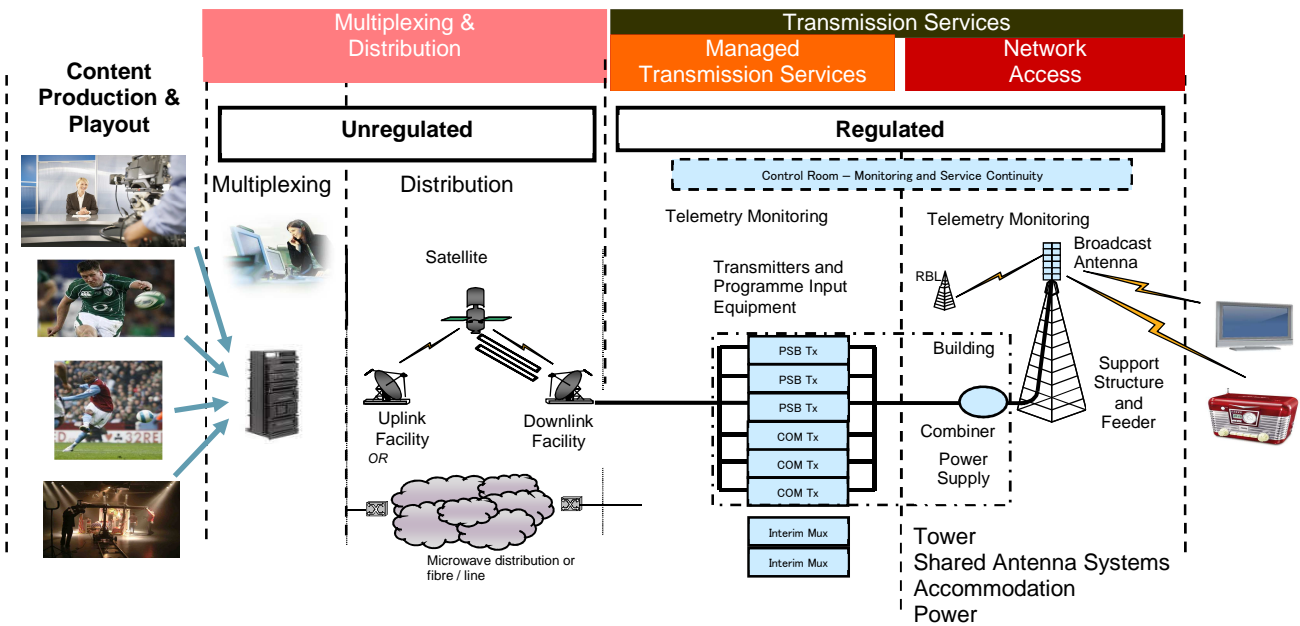 Multiplexing &
Distribution
Transmission Services
Managed
Transmission Services
Network
Access
Content
Production &
Playout
Unregulated
Regulated
Multiplexing
Distribution
Control Room – Monitoring and Service Continuity
Telemetry Monitoring
Telemetry Monitoring
Satellite
Transmitters and
Programme Input
Equipment
RBL
Broadcast
Antenna
PSB Tx
PSB Tx
PSB Tx
COM Tx
COM Tx
COM Tx
Building
Support
Structure
and
Feeder
Uplink
Facility
OR
Downlink
Facility
Combiner
Power
Supply
Microwave distribution or
fibre / line
Interim Mux
Interim Mux
Tower
Shared Antenna Systems
Accommodation
Power
32RE